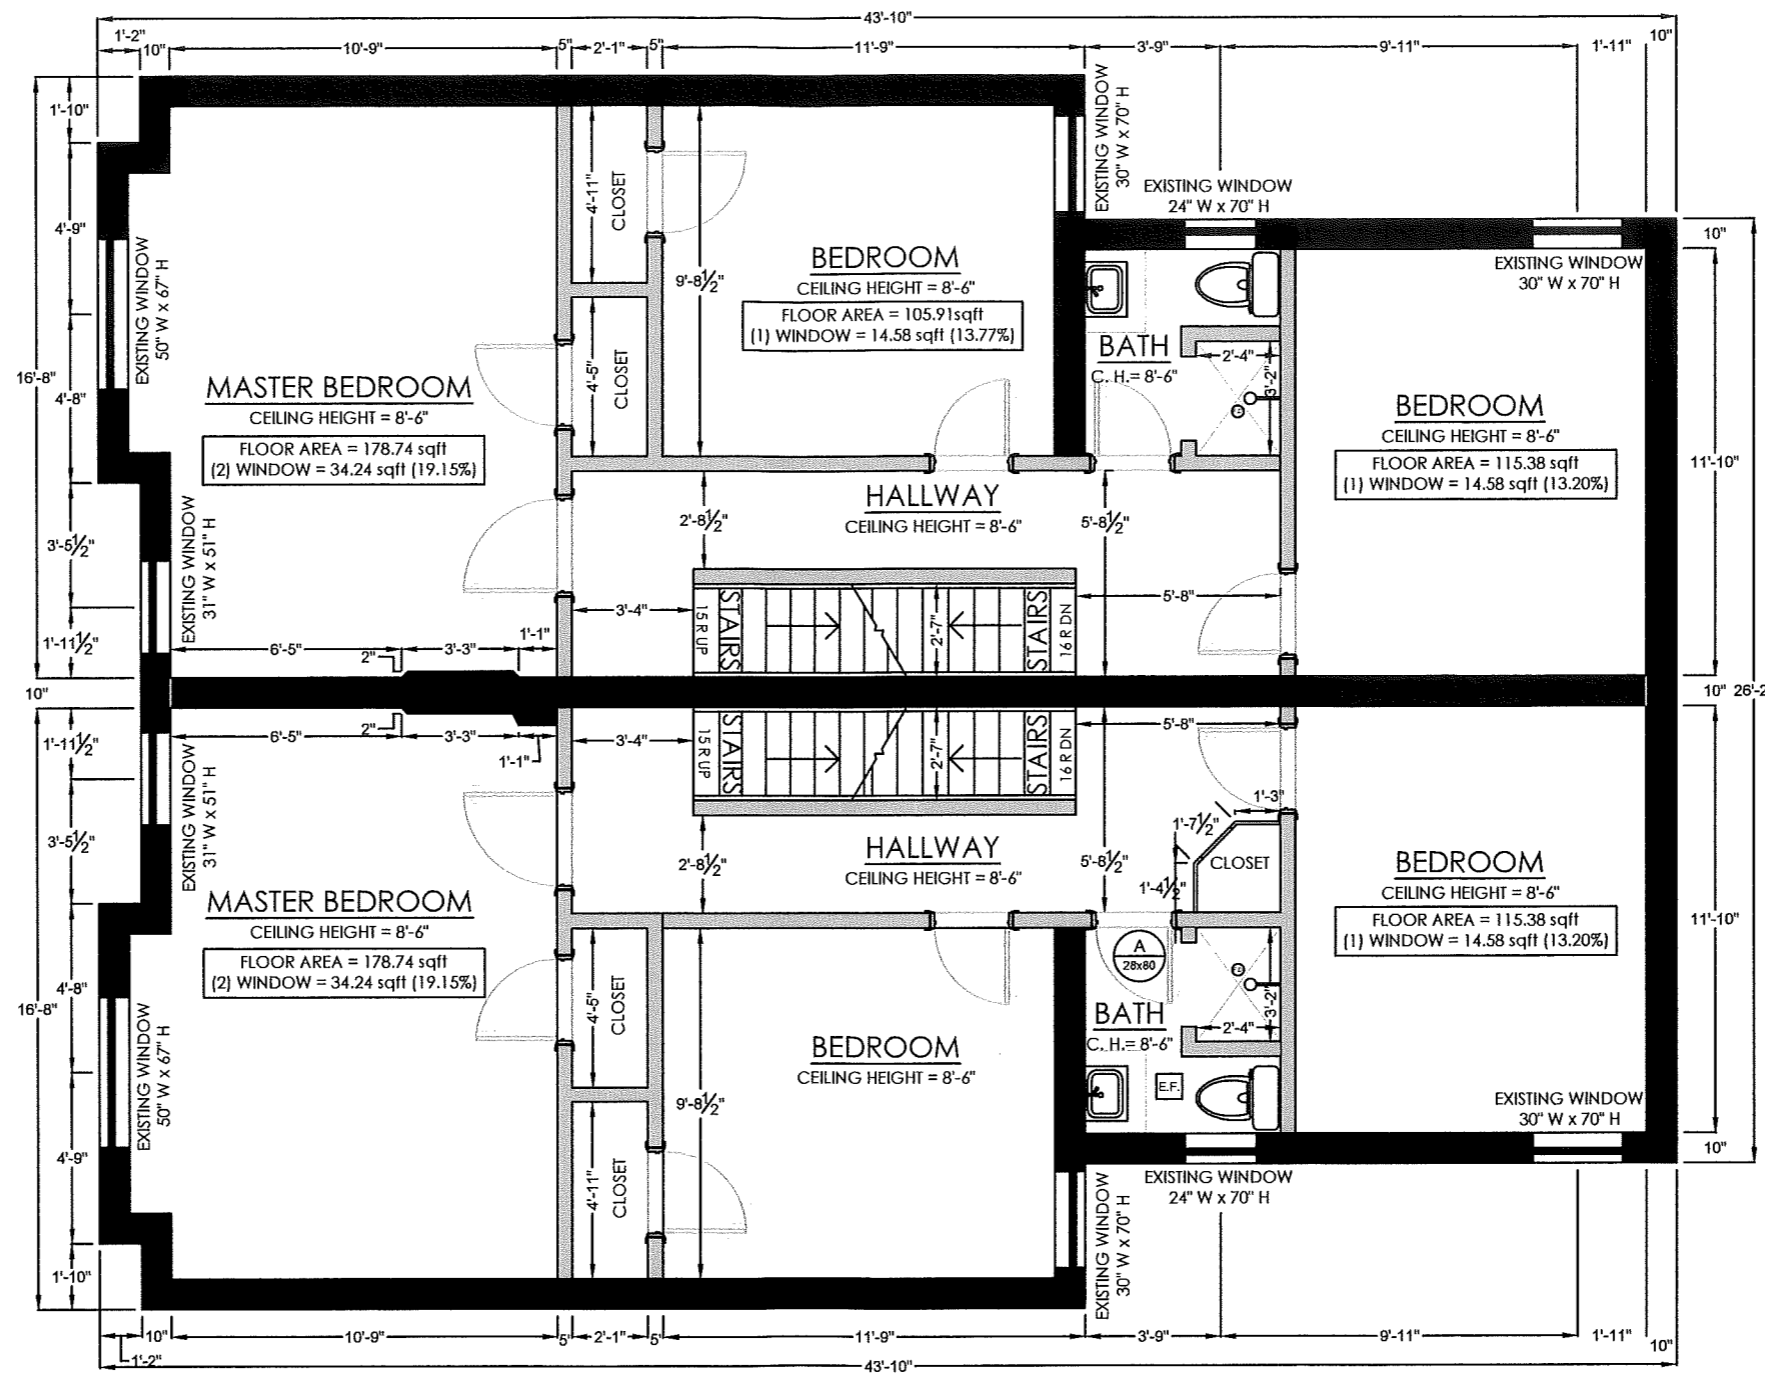 43'-10"
1'-2"
10"
10'-9"
5"
2'-1"
5"
11'-9"
3'-9"
9'-11"
1'-11"
10"
1'-10"
4'-9"
16'-8"
4'-8"
3'-5½"
1'-11½"
10"
EXISTING WINDOW
50" W x 67" H
EXISTING WINDOW
31" W x 51" H
MASTER BEDROOM
CEILING HEIGHT = 8'-6"
FLOOR AREA = 178.74 sqft
(2) WINDOW = 34.24 sqft (19.15%)
4'-11"
CLOSET
4'-5"
CLOSET
9'-8½"
BEDROOM
CEILING HEIGHT = 8'-6"
FLOOR AREA = 105.91sqft
(1) WINDOW = 14.58 sqft (13.77%)
EXISTING WINDOW
30" W x 70" H
EXISTING WINDOW
24" W x 70" H
EXISTING WINDOW
30" W x 70" H
BATH
C. H.= 8'-6"
2'-4"
3'-2"
BEDROOM
CEILING HEIGHT = 8'-6"
FLOOR AREA = 115.38 sqft
(1) WINDOW = 14.58 sqft (13.20%)
10"
11'-10"
HALLWAY
CEILING HEIGHT = 8'-6"
2'-8½"
5'-8½"
3'-4"
15 R UP
STAIRS
2'-7"
STAIRS
16 R DN
5'-8"
6'-5"
2"
3'-3"
1'-1"
10"
26'-2
6'-5"
2"
3'-3"
1'-1"
3'-4"
15 R UP
STAIRS
2'-7"
STAIRS
16 R DN
5'-8"
1'-3"
1'-7½"
1'-4½"
CLOSET
HALLWAY
CEILING HEIGHT = 8'-6"
2'-8½"
5'-8½"
1'-11½"
3'-5½"
4'-8"
16'-8"
4'-9"
1'-10"
EXISTING WINDOW
31" W x 51" H
EXISTING WINDOW
50" W x 67" H
MASTER BEDROOM
CEILING HEIGHT = 8'-6"
FLOOR AREA = 178.74 sqft
(2) WINDOW = 34.24 sqft (19.15%)
4'-5"
CLOSET
4'-11"
CLOSET
9'-8½"
BEDROOM
CEILING HEIGHT = 8'-6"
A
28x80
BATH
C. H.= 8'-6"
E.F.
2'-4"
3'-2"
BEDROOM
CEILING HEIGHT = 8'-6"
FLOOR AREA = 115.38 sqft
(1) WINDOW = 14.58 sqft (13.20%)
11'-10"
10"
EXISTING WINDOW
30" W x 70" H
EXISTING WINDOW
24" W x 70" H
EXISTING WINDOW
30" W x 70" H
1'-2"
10"
10'-9"
5"
2'-1"
5'
11'-9"
3'-9"
9'-11"
1'-11"
10"
43'-10"